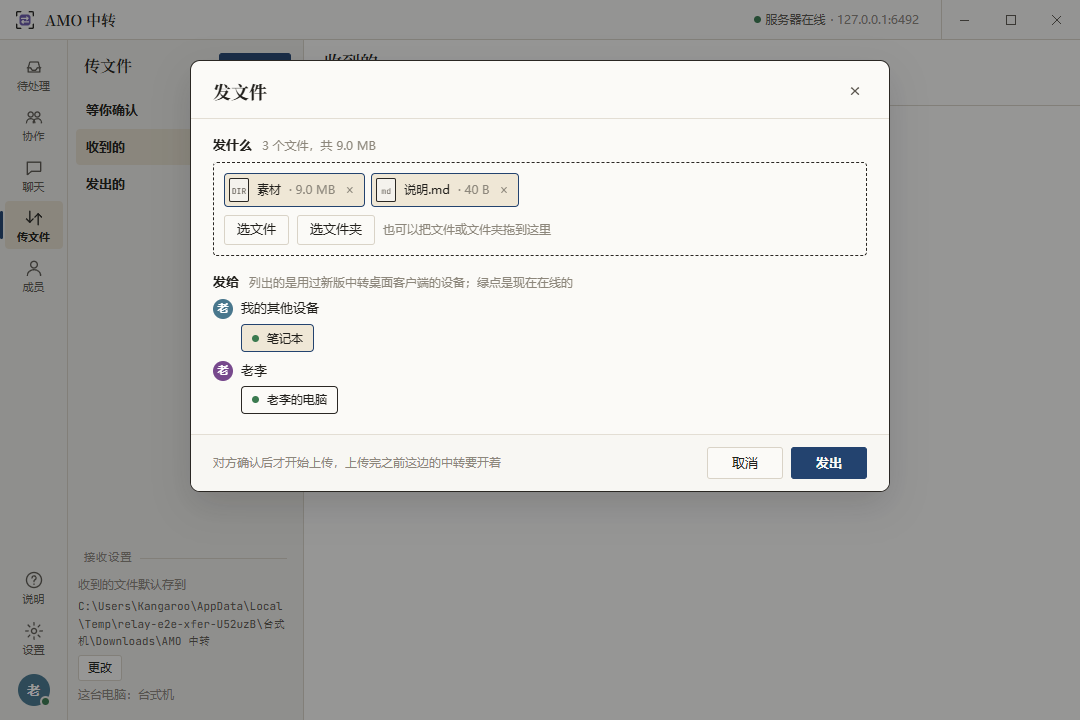 AMO 中转
服务器在线 · 127.0.0.1:6492
待处理
协作
聊天
传文件
成员
说明
设置
老
传文件
等你确认
收到的
发出的
收到的
接收设置
收到的文件默认存到
C:\Users\Kangaroo\AppData\Local
\Temp\relay-e2e-xfer-U52uzB\台式
机\Downloads\AMO 中转
更改
这台电脑：台式机
发文件
×
发什么 3 个文件，共 9.0 MB
DIR 素材 · 9.0 MB × md 说明.md · 40 B ×
选文件 选文件夹 也可以把文件或文件夹拖到这里
发给 列出的是用过新版中转桌面客户端的设备；绿点是现在在线的
老 我的其他设备
笔记本
老 老李
老李的电脑
对方确认后才开始上传，上传完之前这边的中转要开着
取消 发出